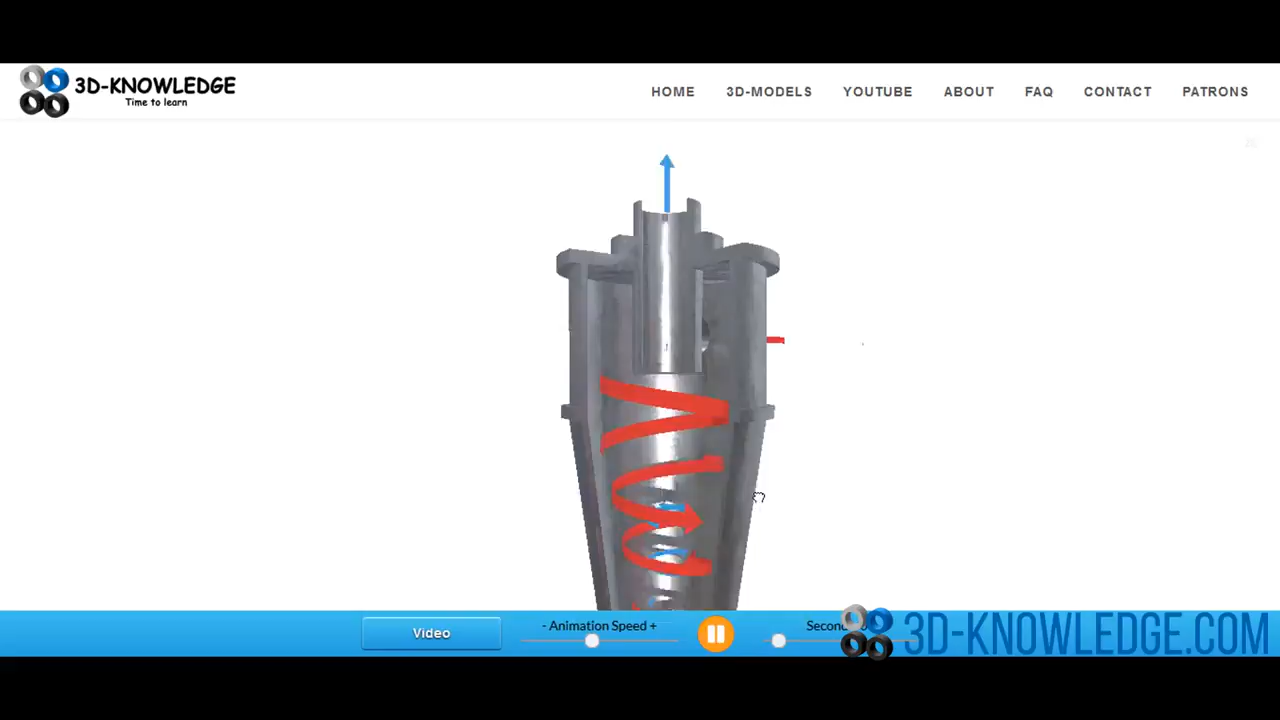 3D-KNOWLEDGE
Time to learn
HOME 3D-MODELS YOUTUBE ABOUT FAQ CONTACT PATRONS
Video
- Animation Speed +
3D-KNOWLEDGE.COM